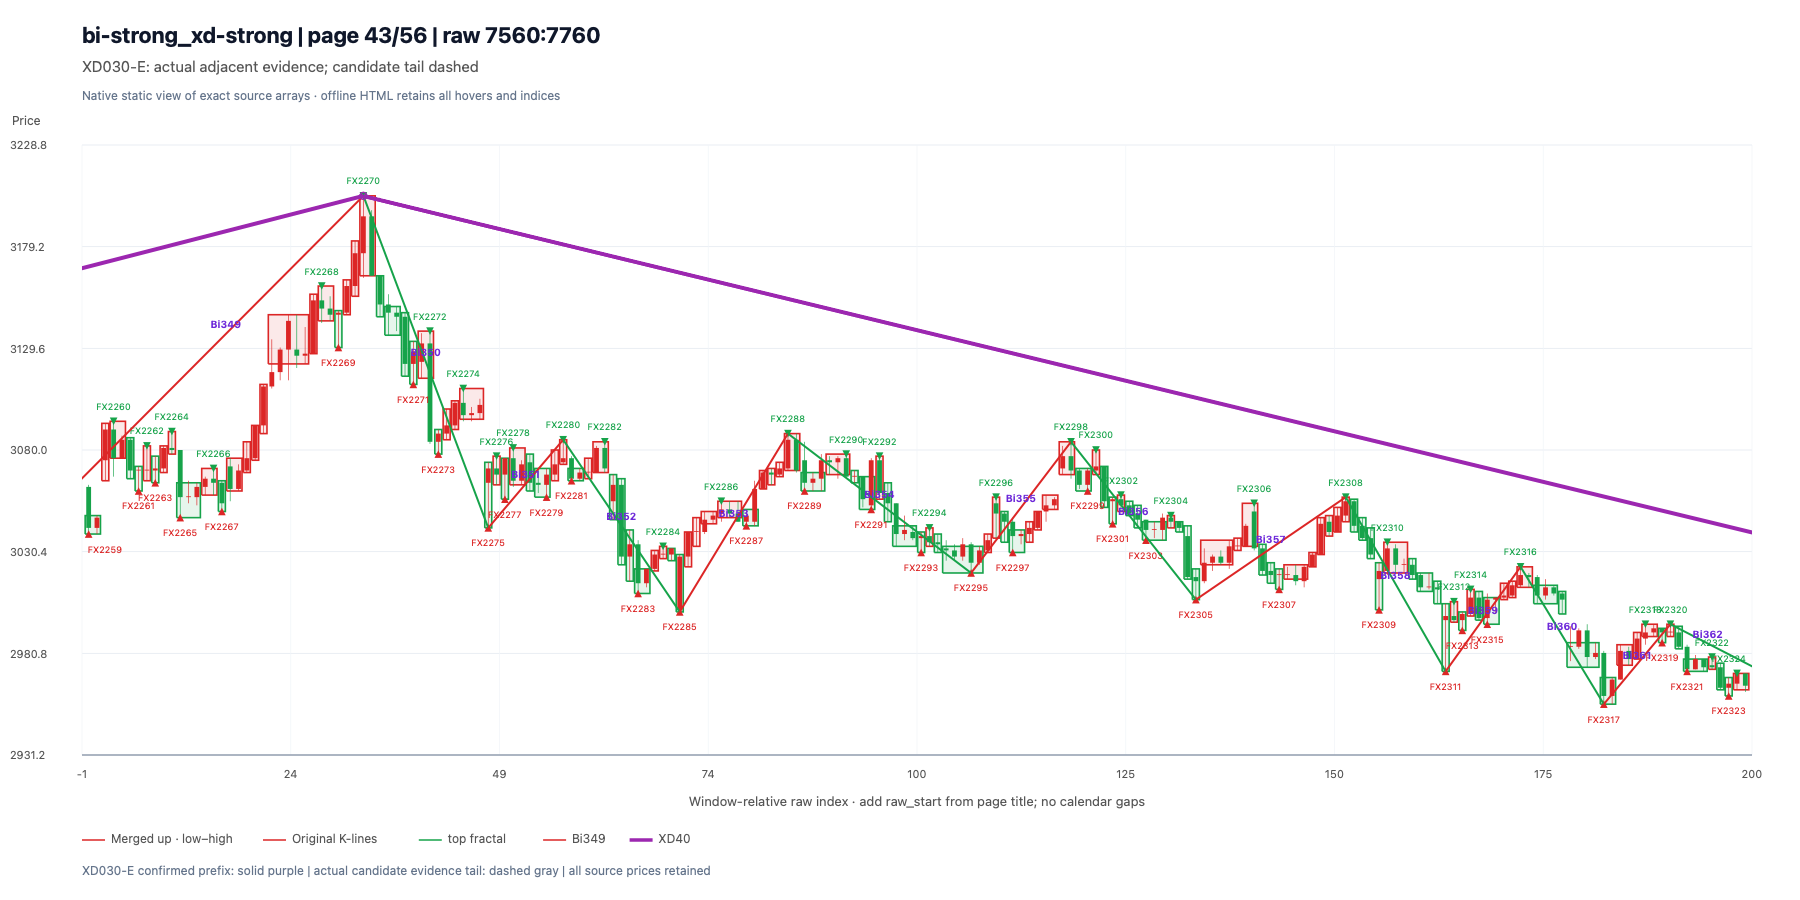 bi-strong_xd-strong | page 43/56 | raw 7560:7760
XD030-E: actual adjacent evidence; candidate tail dashed
Native static view of exact source arrays · offline HTML retains all hovers and indices
Price
3228.8
FX2270
3179.2
FX2268
FX2272
Bi349
3129.6
Bi350
FX2269
FX2274
FX2271
FX2260
FX2264
FX2288
FX2280
FX2282
FX2298
FX2262
FX2278
FX2300
FX2276
FX2290
FX2292
3080.0
FX2266
FX2273
Bi351
FX2302
FX2308
FX2296
FX2286
FX2306
FX2281
Bi354
FX2263
Bi355
FX2304
FX2261
FX2289
FX2279
FX2277
Bi353
Bi356
FX2294
Bi352
FX2267
FX2265
FX2310
FX2284
FX2301
FX2287
Bi357
FX2275
3030.4
FX2259
FX2303
FX2316
FX2293
FX2297
Bi358
FX2314
FX2295
FX2307
FX2283
FX2320
FX2305
FX2285
FX2309
Bi360
Bi362
FX2315
FX2322
FX2313
2980.8
FX2319
FX2324
FX2311
FX2321
FX2323
FX2317
2931.2
-1 24 49 74 100 125 150 175 200
Window-relative raw index · add raw_start from page title; no calendar gaps
Merged up · low–high Original K-lines top fractal Bi349 XD40
XD030-E confirmed prefix: solid purple | actual candidate evidence tail: dashed gray | all source prices retained